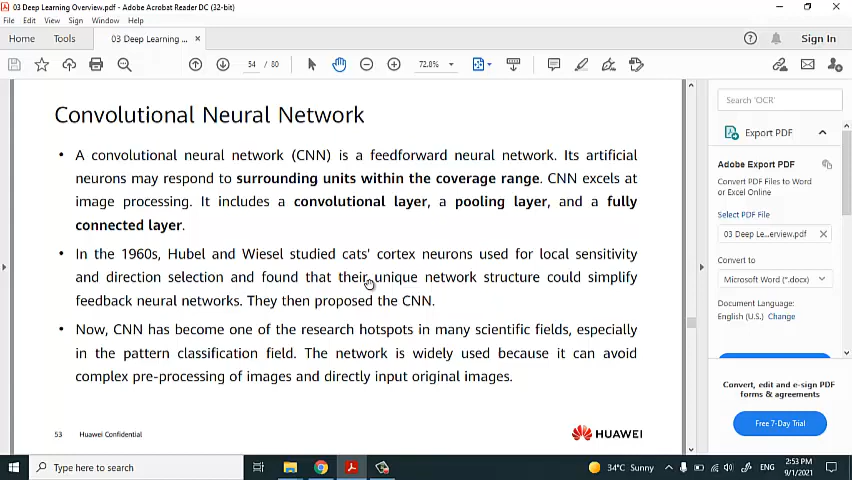 03 Deep Learning Overview.pdf - Adobe Acrobat Reader DC (32-bit)
File Edit View Sign Window Help
Home Tools 03 Deep Learning ... × Sign In
54 / 80 72.8%
Convolutional Neural Network
• A convolutional neural network (CNN) is a feedforward neural network. Its artificial
neurons may respond to surrounding units within the coverage range. CNN excels at
image processing. It includes a convolutional layer, a pooling layer, and a fully
connected layer.
• In the 1960s, Hubel and Wiesel studied cats' cortex neurons used for local sensitivity
and direction selection and found that their unique network structure could simplify
feedback neural networks. They then proposed the CNN.
• Now, CNN has become one of the research hotspots in many scientific fields, especially
in the pattern classification field. The network is widely used because it can avoid
complex pre-processing of images and directly input original images.
53 Huawei Confidential
HUAWEI
Search 'OCR'
Export PDF
Adobe Export PDF
Convert PDF Files to Word
or Excel Online
Select PDF File
03 Deep Le...erview.pdf ×
Convert to
Microsoft Word (*.docx)
Document Language:
English (U.S.) Change
Convert, edit and e-sign PDF
forms & agreements
Free 7-Day Trial
Type here to search
34°C Sunny
ENG
2:53 PM
9/1/2021